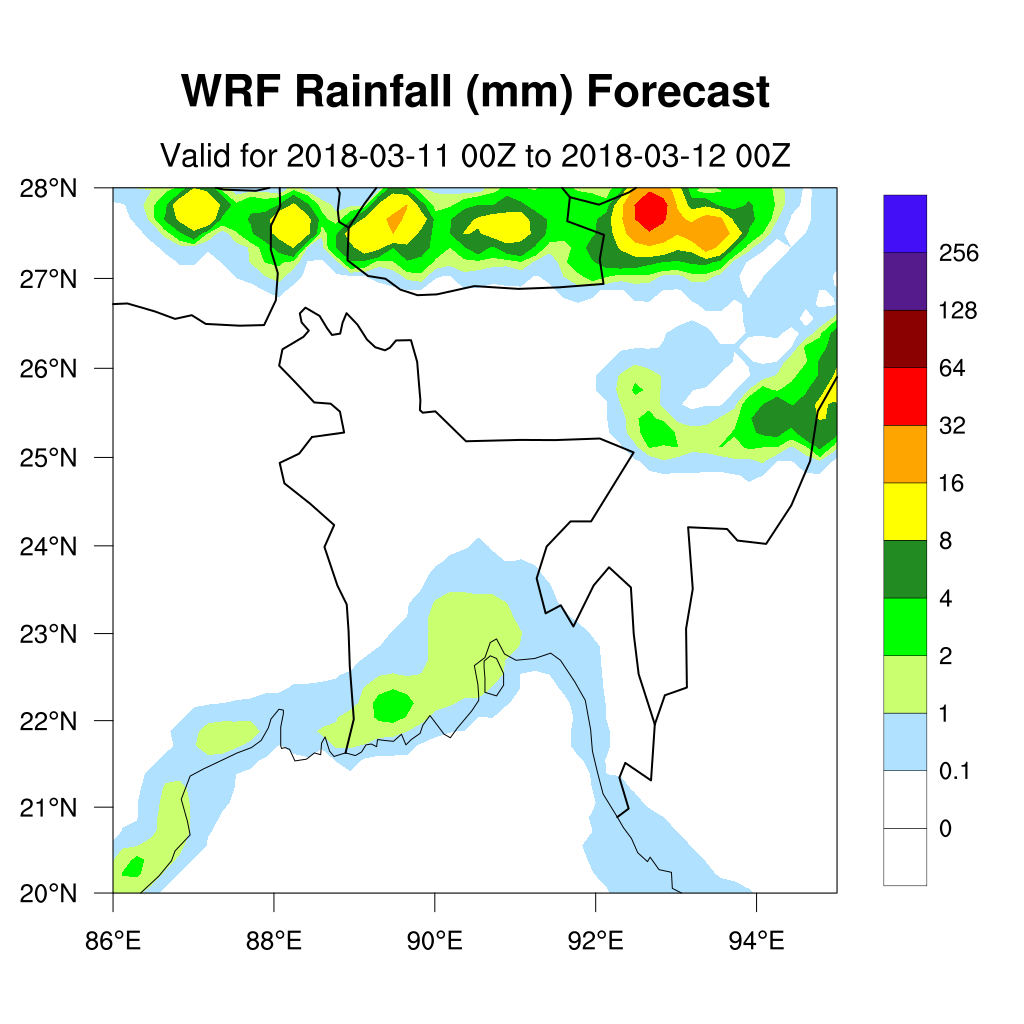 WRF Rainfall (mm) Forecast
Valid for 2018-03-11 00Z to 2018-03-12 00Z
28°N
27°N
26°N
25°N
24°N
23°N
22°N
21°N
20°N
86°E 88°E 90°E 92°E 94°E
256
128
64
32
16
8
4
2
1
0.1
0